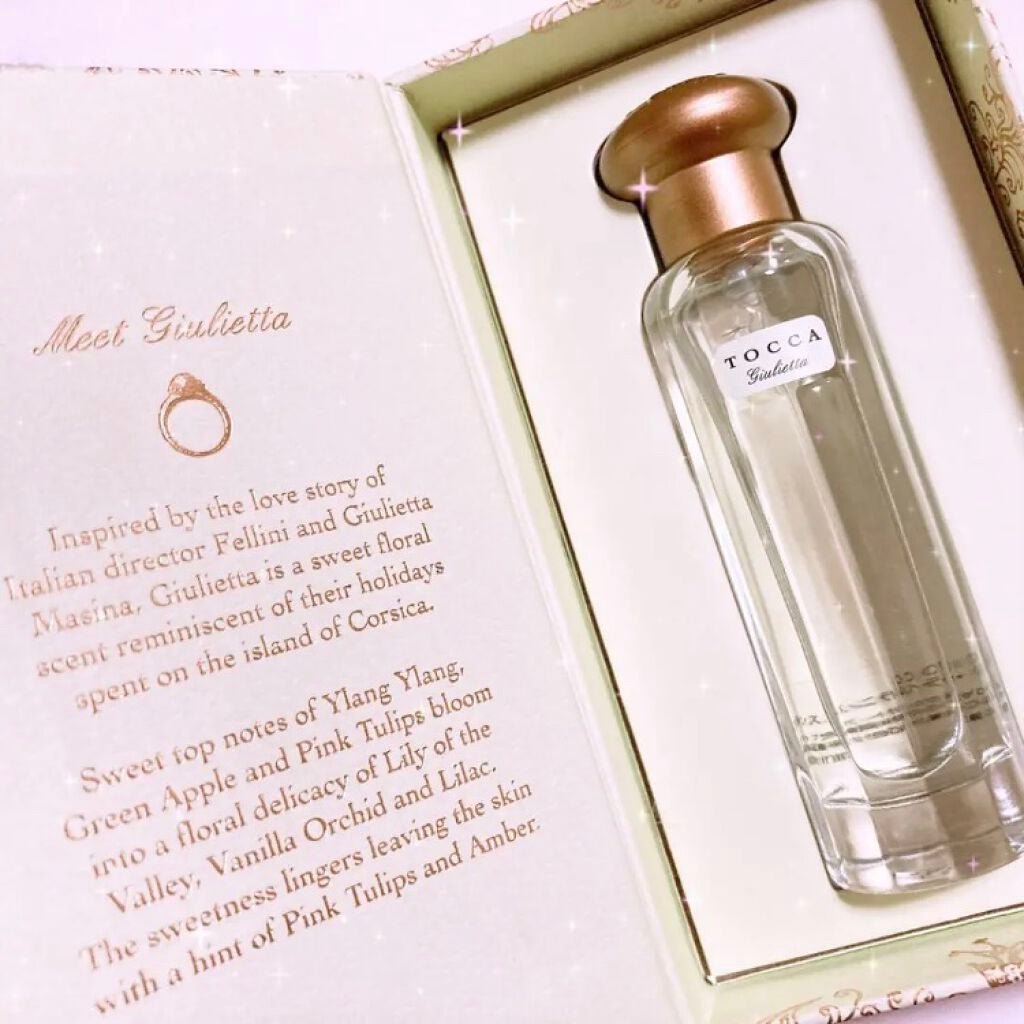 Meet Giulietta
Inspired by the love story of
Italian director Fellini and Giulietta
Masina, Giulietta is a sweet floral
scent reminiscent of their holidays
spent on the island of Corsica.
Sweet top notes of Ylang Ylang,
Green Apple and Pink Tulips bloom
into a floral delicacy of Lily of the
Valley, Vanilla Orchid and Lilac.
The sweetness lingers leaving the skin
with a hint of Pink Tulips and Amber.
TOCCA
Giulietta